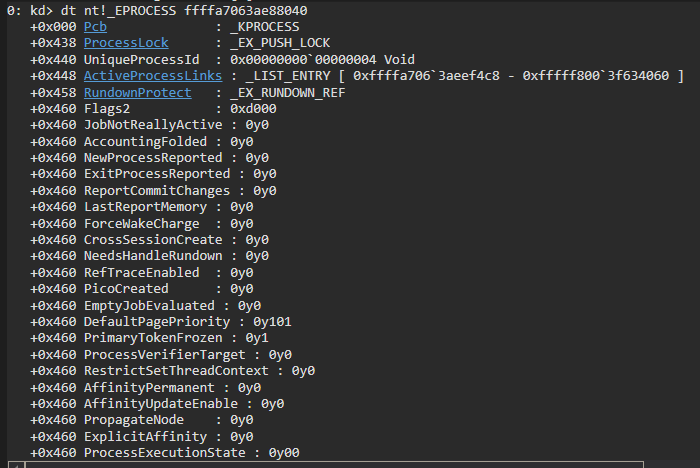 0: kd> dt nt!_EPROCESS ffffa7063ae88040
+0x000 Pcb : _KPROCESS
+0x438 ProcessLock : _EX_PUSH_LOCK
+0x440 UniqueProcessId : 0x00000000`00000004 Void
+0x448 ActiveProcessLinks : _LIST_ENTRY [ 0xffffa706`3aeef4c8 - 0xfffff800`3f634060 ]
+0x458 RundownProtect : _EX_RUNDOWN_REF
+0x460 Flags2 : 0xd000
+0x460 JobNotReallyActive : 0y0
+0x460 AccountingFolded : 0y0
+0x460 NewProcessReported : 0y0
+0x460 ExitProcessReported : 0y0
+0x460 ReportCommitChanges : 0y0
+0x460 LastReportMemory : 0y0
+0x460 ForceWakeCharge : 0y0
+0x460 CrossSessionCreate : 0y0
+0x460 NeedsHandleRundown : 0y0
+0x460 RefTraceEnabled : 0y0
+0x460 PicoCreated : 0y0
+0x460 EmptyJobEvaluated : 0y0
+0x460 DefaultPagePriority : 0y101
+0x460 PrimaryTokenFrozen : 0y1
+0x460 ProcessVerifierTarget : 0y0
+0x460 RestrictSetThreadContext : 0y0
+0x460 AffinityPermanent : 0y0
+0x460 AffinityUpdateEnable : 0y0
+0x460 PropagateNode : 0y0
+0x460 ExplicitAffinity : 0y0
+0x460 ProcessExecutionState : 0y00